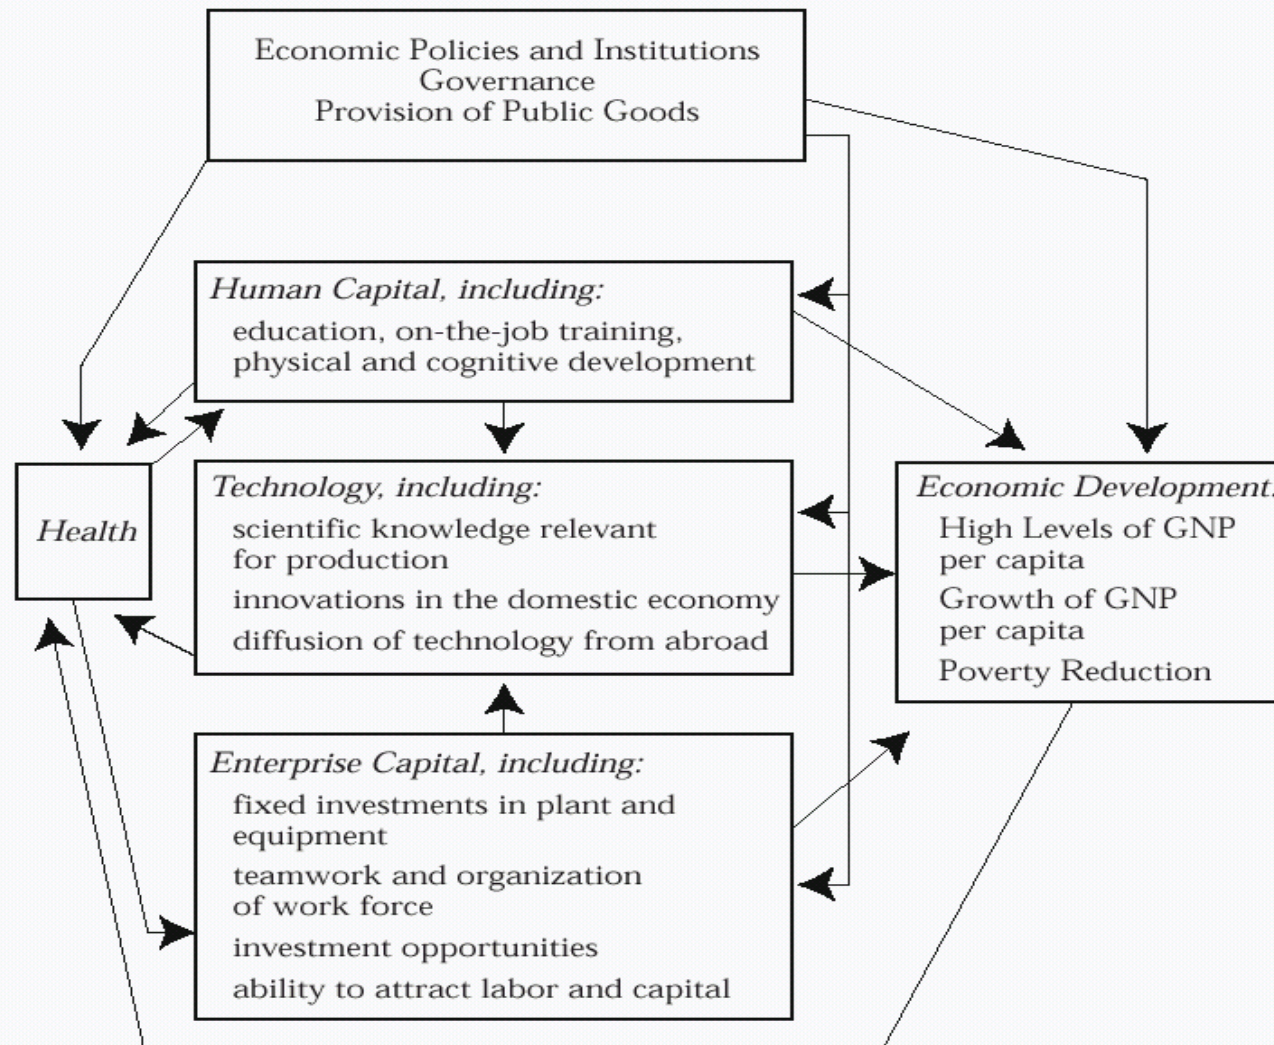 Economic Policies and Institutions
Governance
Provision of Public Goods
Human Capital, including:
education, on-the-job training,
physical and cognitive development
Health
Technology, including:
scientific knowledge relevant
for production
innovations in the domestic economy
diffusion of technology from abroad
Economic Development:
High Levels of GNP
per capita
Growth of GNP
per capita
Poverty Reduction
Enterprise Capital, including:
fixed investments in plant and
equipment
teamwork and organization
of work force
investment opportunities
ability to attract labor and capital